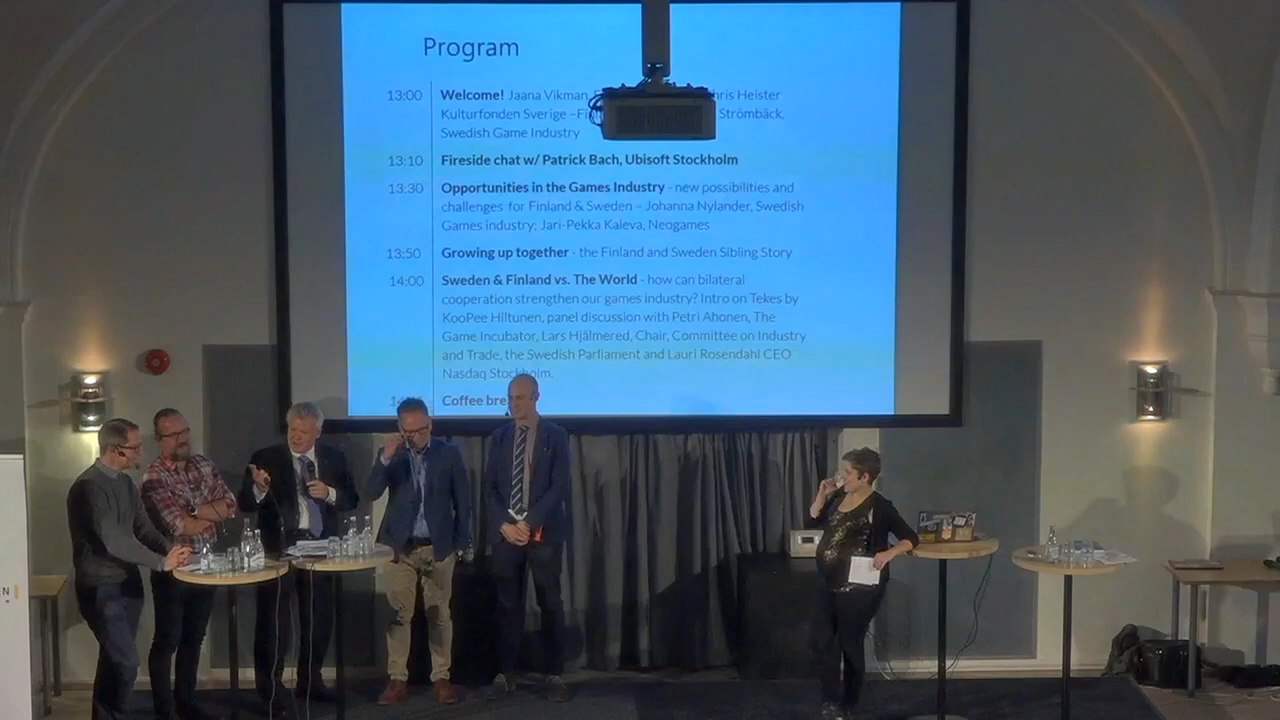 Program
13:00 Welcome! Jaana Vikman hris Heister
Kulturfonden Sverige –Fin Strömbäck,
Swedish Game Industry
13:10 Fireside chat w/ Patrick Bach, Ubisoft Stockholm
13:30 Opportunities in the Games Industry - new possibilities and
challenges for Finland & Sweden – Johanna Nylander, Swedish
Games industry; Jari-Pekka Kaleva, Neogames
13:50 Growing up together - the Finland and Sweden Sibling Story
14:00 Sweden & Finland vs. The World - how can bilateral
cooperation strengthen our games industry? Intro on Tekes by
KooPee Hiltunen, panel discussion with Petri Ahonen, The
Game Incubator, Lars Hjälmered, Chair, Committee on Industry
and Trade, the Swedish Parliament and Lauri Rosendahl CEO
Nasdaq Stockholm.
Coffee bre
N